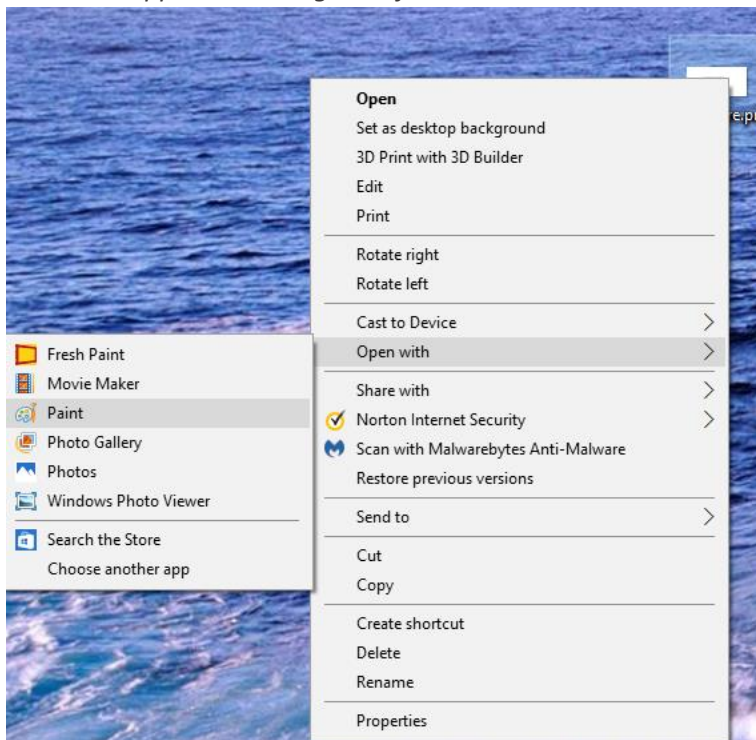 Open
Set as desktop background
3D Print with 3D Builder
Edit
Print
Rotate right
Rotate left
Cast to Device
Open with
Share with
Norton Internet Security
Scan with Malwarebytes Anti-Malware
Restore previous versions
Send to
Cut
Copy
Create shortcut
Delete
Rename
Properties
Fresh Paint
Movie Maker
Paint
Photo Gallery
Photos
Windows Photo Viewer
Search the Store
Choose another app